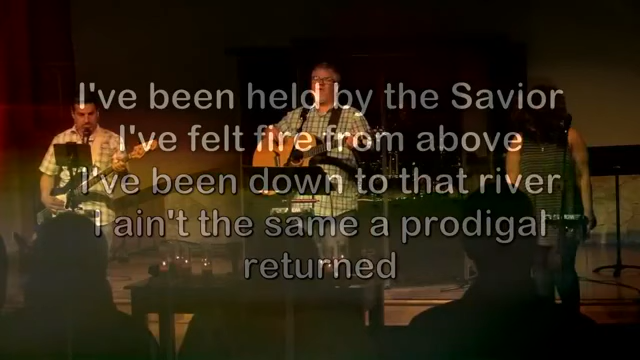 I've been held by the Savior
I've felt fire from above
I've been down to that river
I ain't the same a prodigal
returned